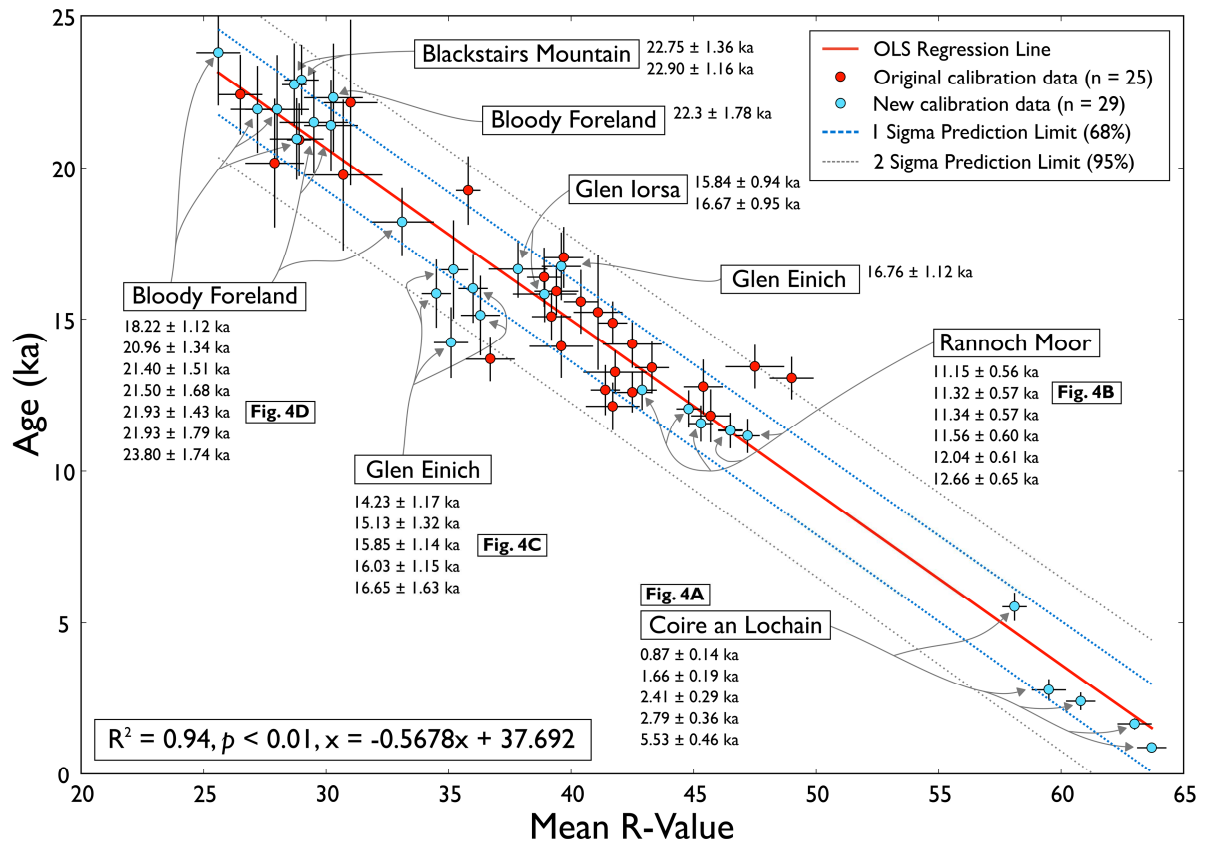 25
20
15
10
5
0
Age (ka)
20
25
30
35
40
45
50
55
60
65
Mean R-Value
OLS Regression Line
Original calibration data (n = 25)
New calibration data (n = 29)
1 Sigma Prediction Limit (68%)
2 Sigma Prediction Limit (95%)
Blackstairs Mountain
22.75 ± 1.36 ka
22.90 ± 1.16 ka
Bloody Foreland
22.3 ± 1.78 ka
Glen Iorsa
15.84 ± 0.94 ka
16.67 ± 0.95 ka
Glen Einich
16.76 ± 1.12 ka
Bloody Foreland
18.22 ± 1.12 ka
20.96 ± 1.34 ka
21.40 ± 1.51 ka
21.50 ± 1.68 ka
21.93 ± 1.43 ka
21.93 ± 1.79 ka
23.80 ± 1.74 ka
Fig. 4D
Rannoch Moor
11.15 ± 0.56 ka
11.32 ± 0.57 ka
11.34 ± 0.57 ka
11.56 ± 0.60 ka
12.04 ± 0.61 ka
12.66 ± 0.65 ka
Fig. 4B
Glen Einich
14.23 ± 1.17 ka
15.13 ± 1.32 ka
15.85 ± 1.14 ka
16.03 ± 1.15 ka
16.65 ± 1.63 ka
Fig. 4C
Fig. 4A
Coire an Lochain
0.87 ± 0.14 ka
1.66 ± 0.19 ka
2.41 ± 0.29 ka
2.79 ± 0.36 ka
5.53 ± 0.46 ka
R² = 0.94, p < 0.01, x = -0.5678x + 37.692